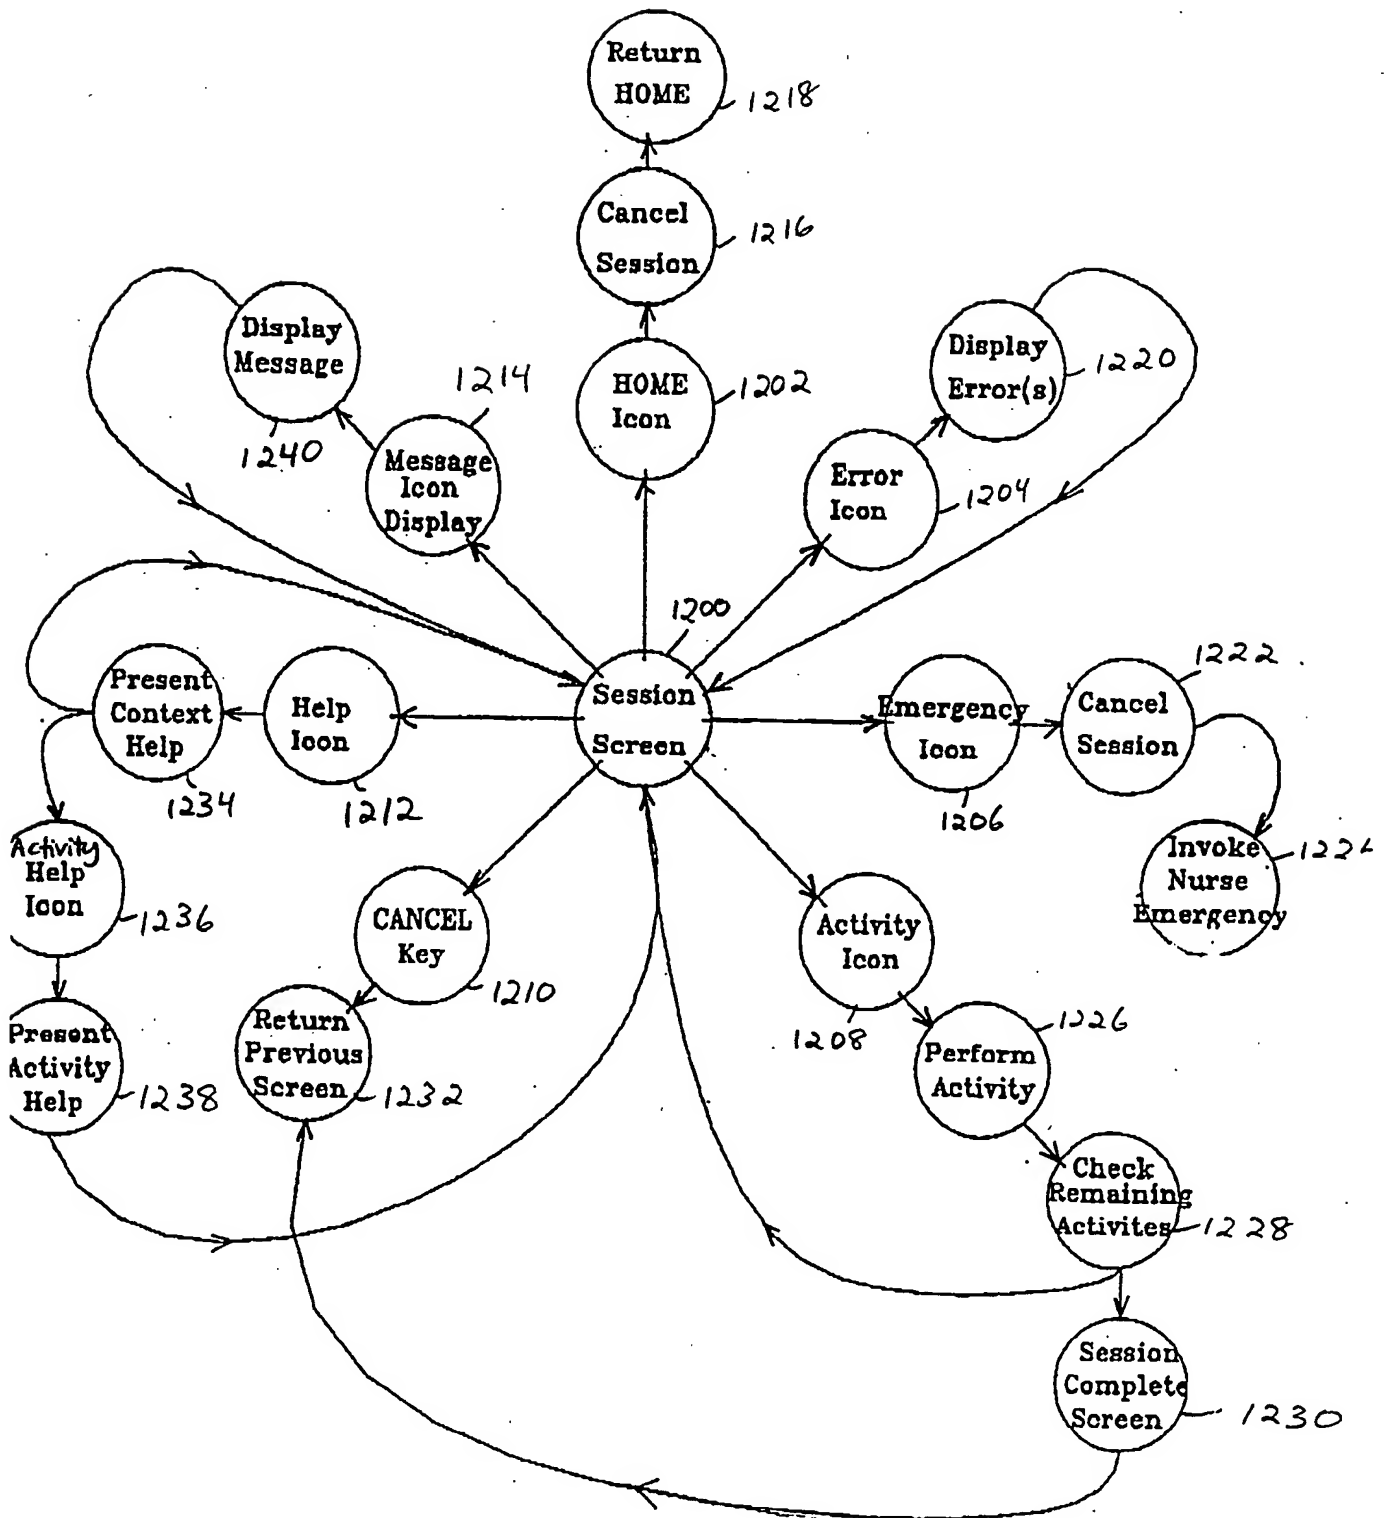 Return
HOME
1218
Cancel
Session
1216
Display
Message
1240
1214
Message
Icon
Display
HOME
Icon
1202
Display
Error(s)
1220
Error
Icon
1204
1200
Session
Screen
Present
Context
Help
1234
Help
Icon
1212
Emergency
Icon
1206
1222
Cancel
Session
Invoke
Nurse
Emergency
Activity
Help
Icon
1236
CANCEL
Key
1210
Activity
Icon
1208
Present
Activity
Help
1238
Return
Previous
Screen
1232
1226
Perform
Activity
Check
Remaining
Activites
1228
Session
Complete
Screen
1230